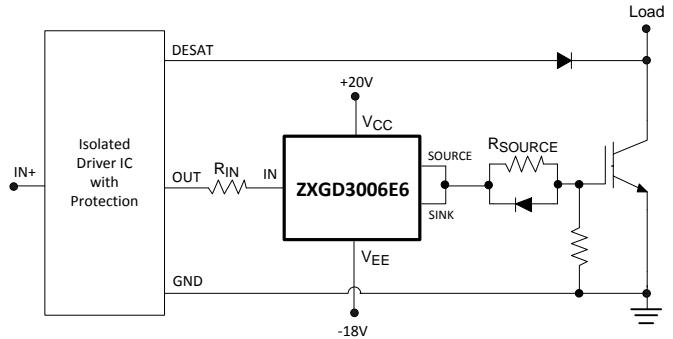 Load
DESAT
+20V
VCC
Isolated
Driver IC
with
Protection
IN+
OUT
RIN
IN
ZXGD3006E6
SOURCE
SINK
RSOURCE
VEE
GND
-18V